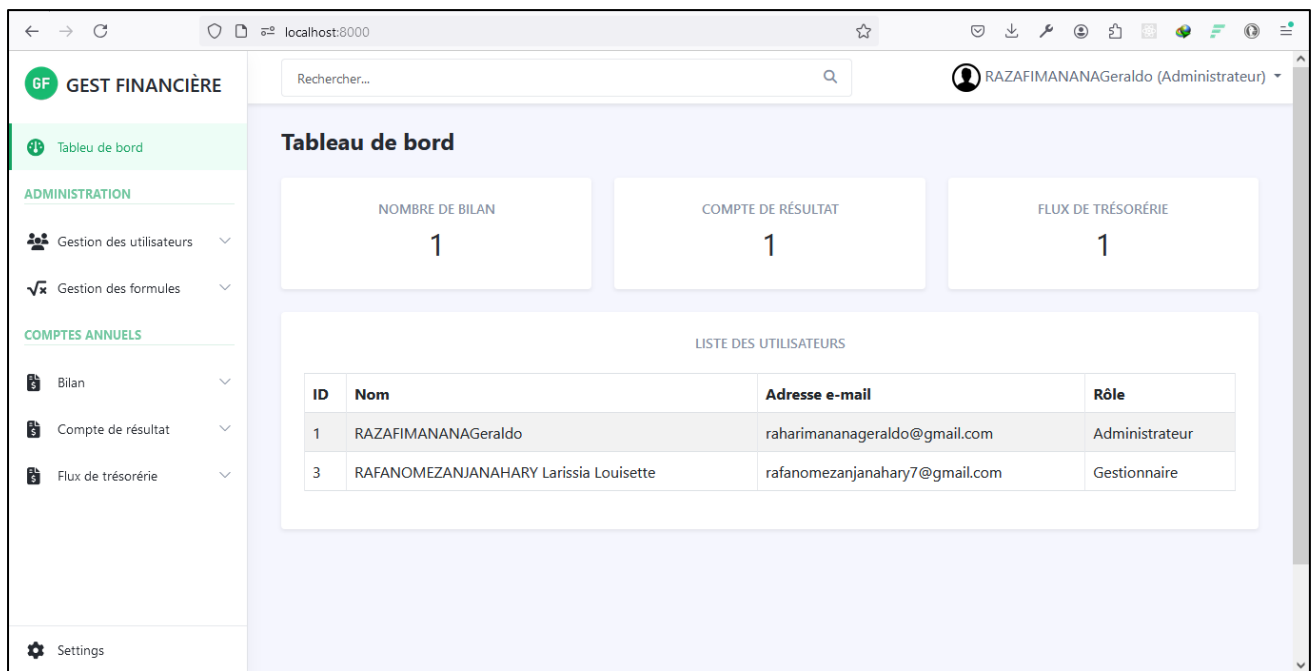 localhost:8000
GF GEST FINANCIÈRE
Rechercher...
RAZAFIMANANAGeraldo (Administrateur)
Tableu de bord
ADMINISTRATION
Gestion des utilisateurs
Gestion des formules
COMPTES ANNUELS
Bilan
Compte de résultat
Flux de trésorérie
Settings
Tableau de bord
NOMBRE DE BILAN
1
COMPTE DE RÉSULTAT
1
FLUX DE TRÉSORÉRIE
1
LISTE DES UTILISATEURS
ID Nom Adresse e-mail Rôle
1 RAZAFIMANANAGeraldo raharimananageraldo@gmail.com Administrateur
3 RAFANOMEZANJANAHARY Larissia Louisette rafanomezanjanahary7@gmail.com Gestionnaire